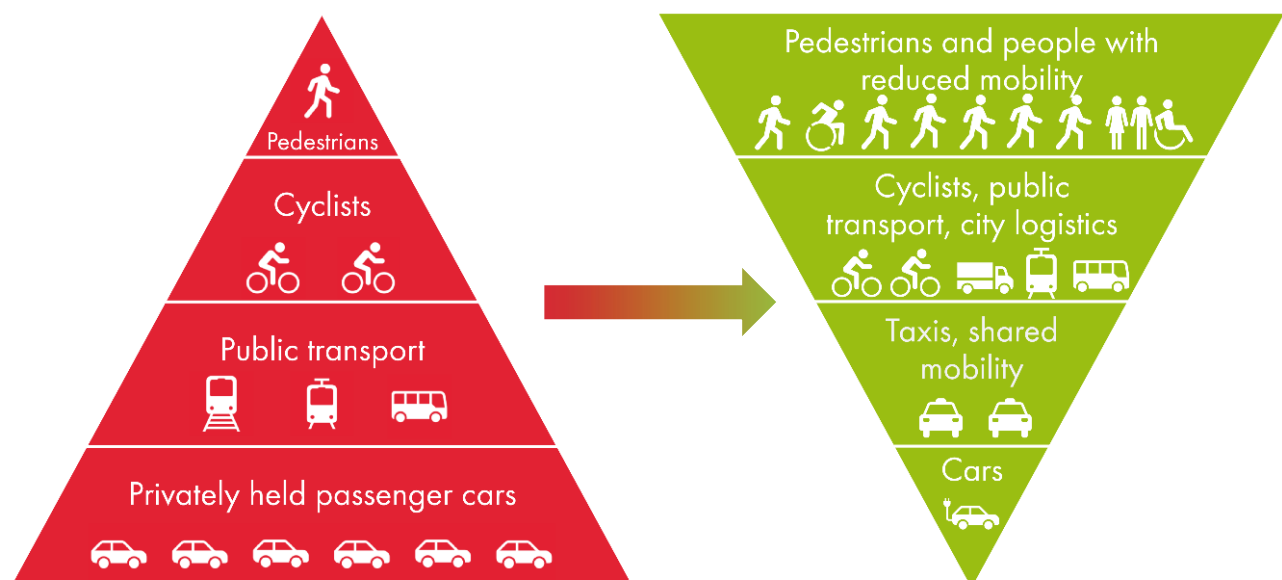 Pedestrians
Cyclists
Public transport
Privately held passenger cars
Pedestrians and people with
reduced mobility
Cyclists, public
transport, city logistics
Taxis, shared
mobility
Cars